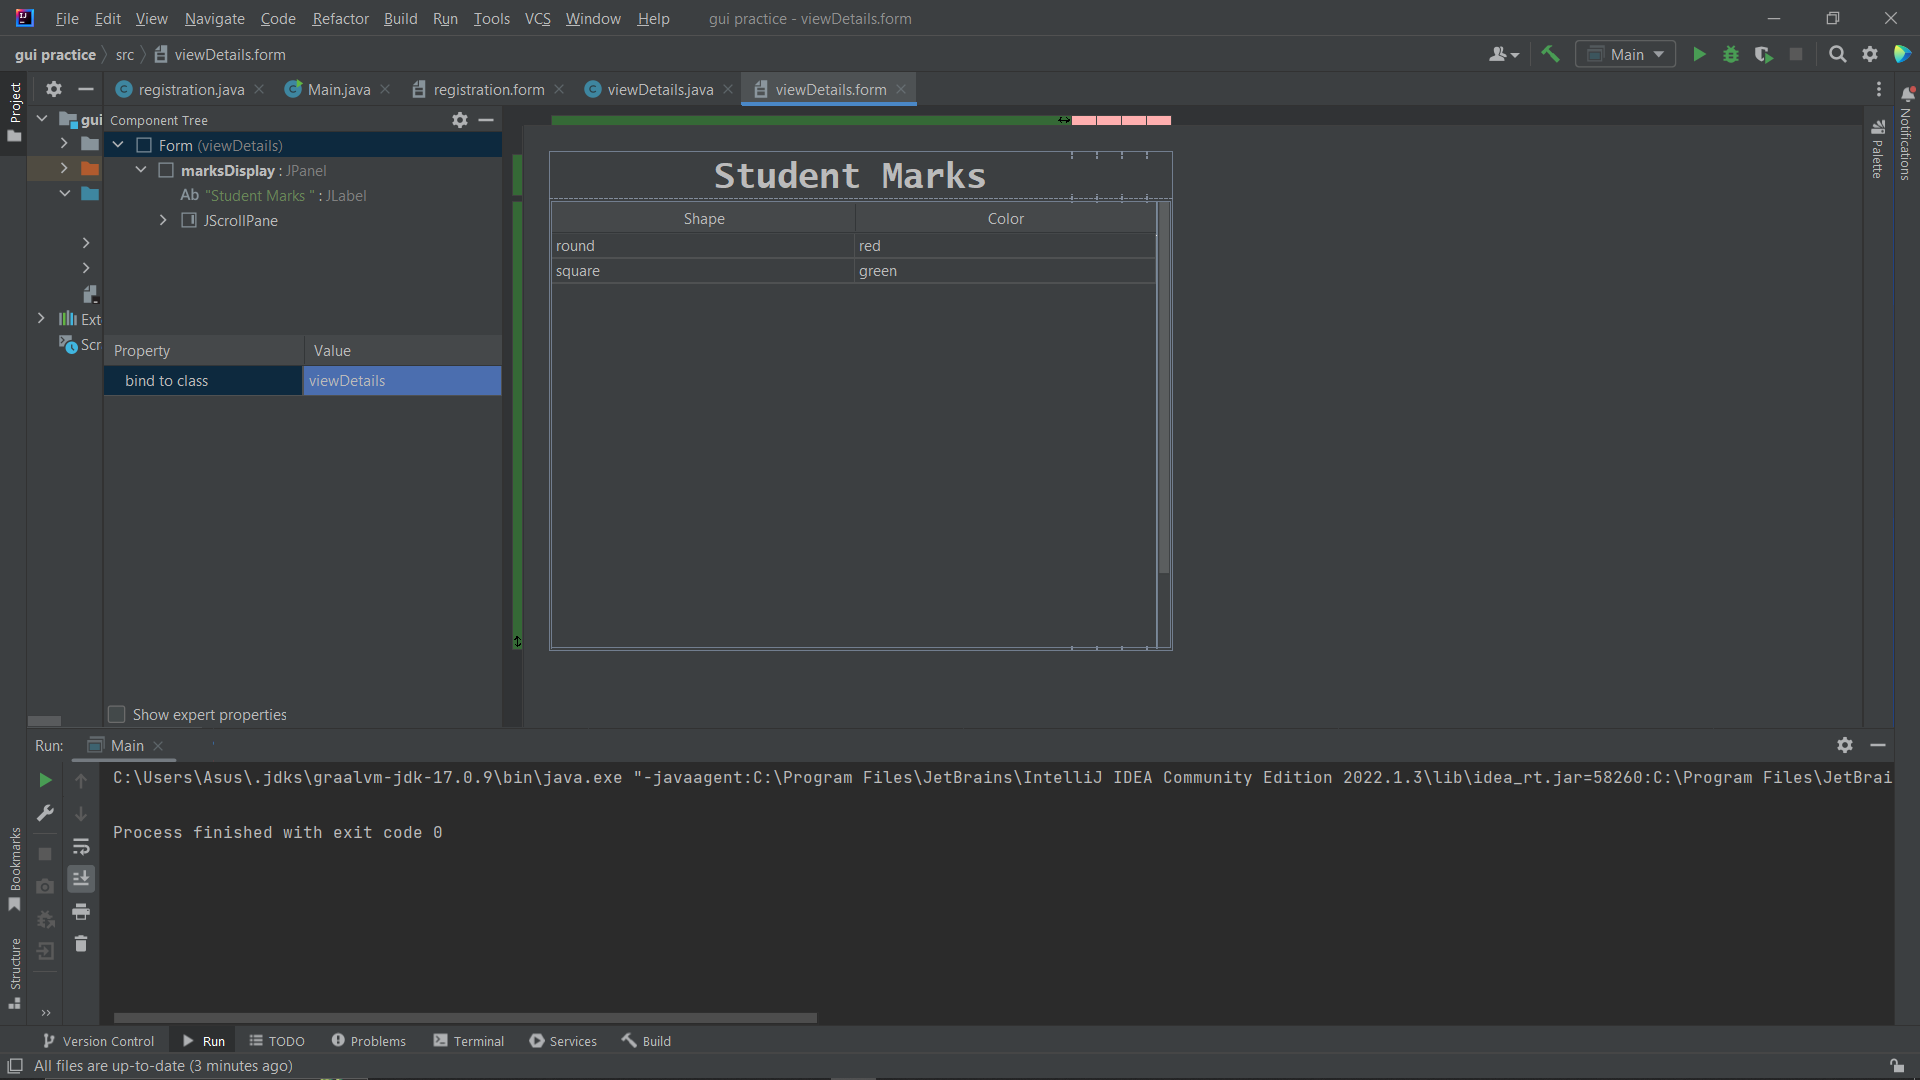 File Edit View Navigate Code Refactor Build Run Tools VCS Window Help gui practice - viewDetails.form
gui practice src viewDetails.form
Main
Project
registration.java Main.java registration.form viewDetails.java viewDetails.form
Notifications
Palette
gui
Ext
Scr
Component Tree
Form (viewDetails)
marksDisplay : JPanel
Ab "Student Marks " : JLabel
JScrollPane
Property Value
bind to class viewDetails
Show expert properties
Student Marks
Shape Color
round red
square green
Run: Main
C:\Users\Asus\.jdks\graalvm-jdk-17.0.9\bin\java.exe "-javaagent:C:\Program Files\JetBrains\IntelliJ IDEA Community Edition 2022.1.3\lib\idea_rt.jar=58260:C:\Program Files\JetBrai
Process finished with exit code 0
Bookmarks
Structure
Version Control Run TODO Problems Terminal Services Build
All files are up-to-date (3 minutes ago)